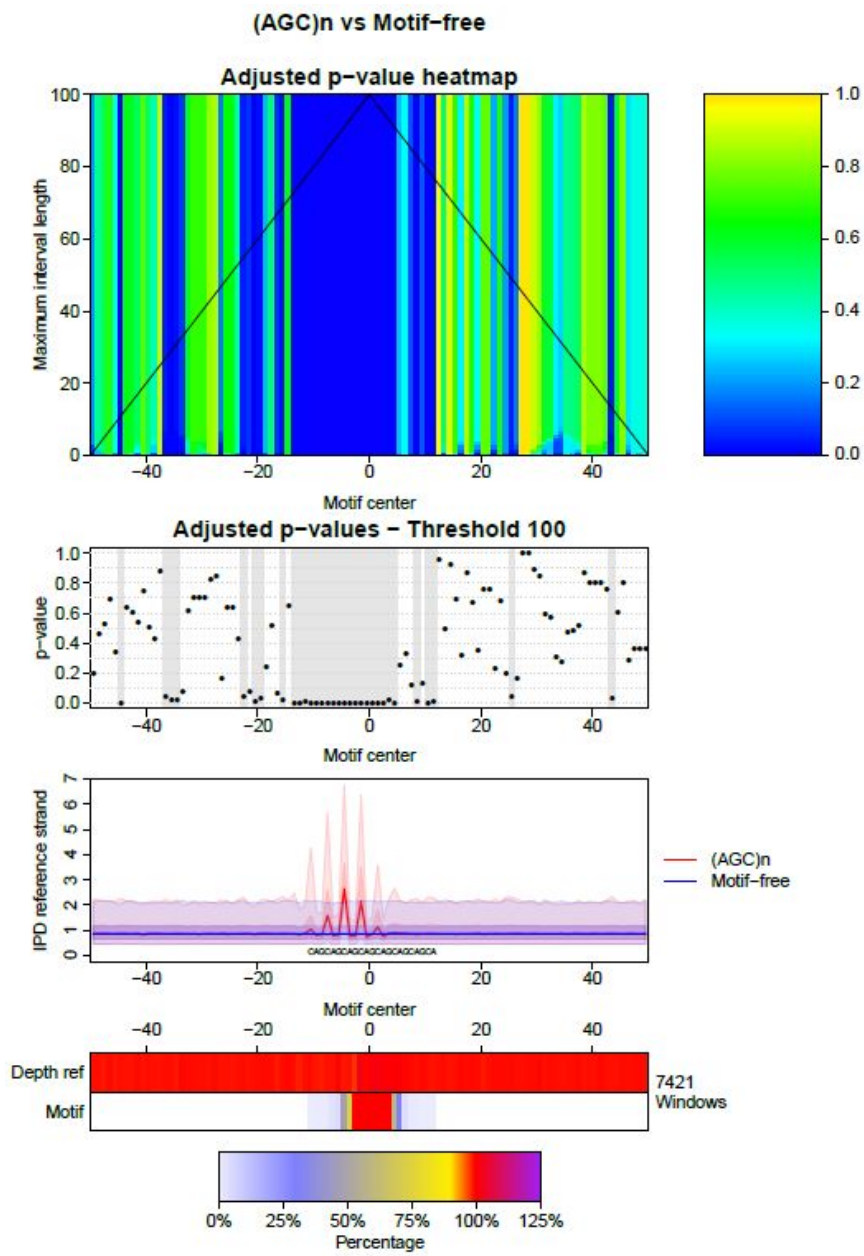 (AGC)n vs Motif−free
Adjusted p−value heatmap
Maximum interval length
100
80
60
40
20
0
1.0
0.8
0.6
0.4
0.2
0.0
−40 −20 0 20 40
Motif center
Adjusted p−values − Threshold 100
p−value
1.0
0.8
0.6
0.4
0.2
0.0
−40 −20 0 20 40
Motif center
IPD reference strand
7
6
5
4
3
2
1
0
CAGCAGCAGCAGCAGCAGCAGCA
(AGC)n
Motif−free
−40 −20 0 20 40
Motif center
−40 −20 0 20 40
Depth ref
Motif
7421
Windows
0% 25% 50% 75% 100% 125%
Percentage